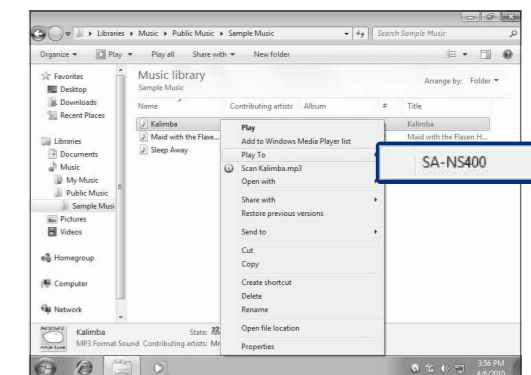 Libraries ▸ Music ▸ Public Music ▸ Sample Music
Search Sample Music
Organize Play Play all Share with New folder
Favorites
Desktop
Downloads
Recent Places
Libraries
Documents
Music
My Music
Public Music
Sample Musi
Pictures
Videos
Homegroup
Computer
Network
Music library
Sample Music
Arrange by: Folder
Name Contributing artists Album # Title
Kalimba
Maid with the Flaxe...
Sleep Away
Kalimba
Maid with the Flaxen H...
Play
Add to Windows Media Player list
Play To
Scan Kalimba.mp3
Open with
Share with
Restore previous versions
Send to
Cut
Copy
Create shortcut
Delete
Rename
Open file location
Properties
SA-NS400
Kalimba State:
MP3 Format Sound Contributing artists: Mr
3:56 PM
4/6/2010